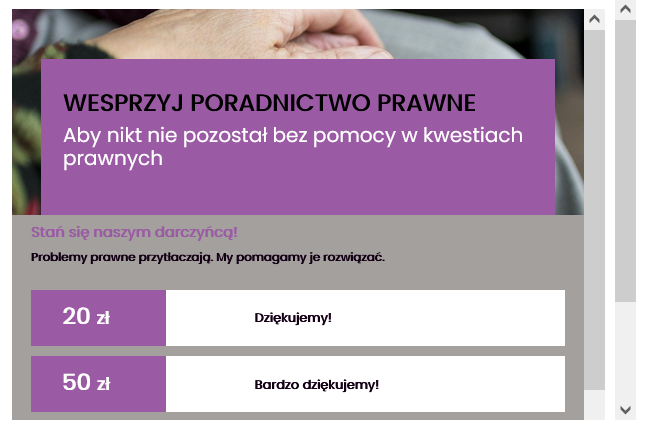 WESPRZYJ PORADNICTWO PRAWNE
Aby nikt nie pozostał bez pomocy w kwestiach
prawnych
Stań się naszym darczyńcą!
Problemy prawne przytłaczają. My pomagamy je rozwiązać.
20 zł
Dziękujemy!
50 zł
Bardzo dziękujemy!